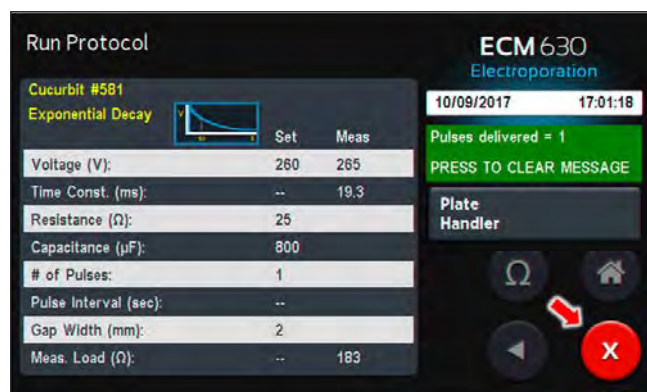 Run Protocol
ECM 630
Electroporation
Cucurbit #581
Exponential Decay
V
Set Meas
10/09/2017 17:01:18
Pulses delivered = 1
PRESS TO CLEAR MESSAGE
Voltage (V): 260 265
Time Const. (ms): -- 19.3
Resistance (Ω): 25
Capacitance (µF): 800
# of Pulses: 1
Pulse Interval (sec): --
Gap Width (mm): 2
Meas. Load (Ω): -- 183
Plate
Handler
Ω
X